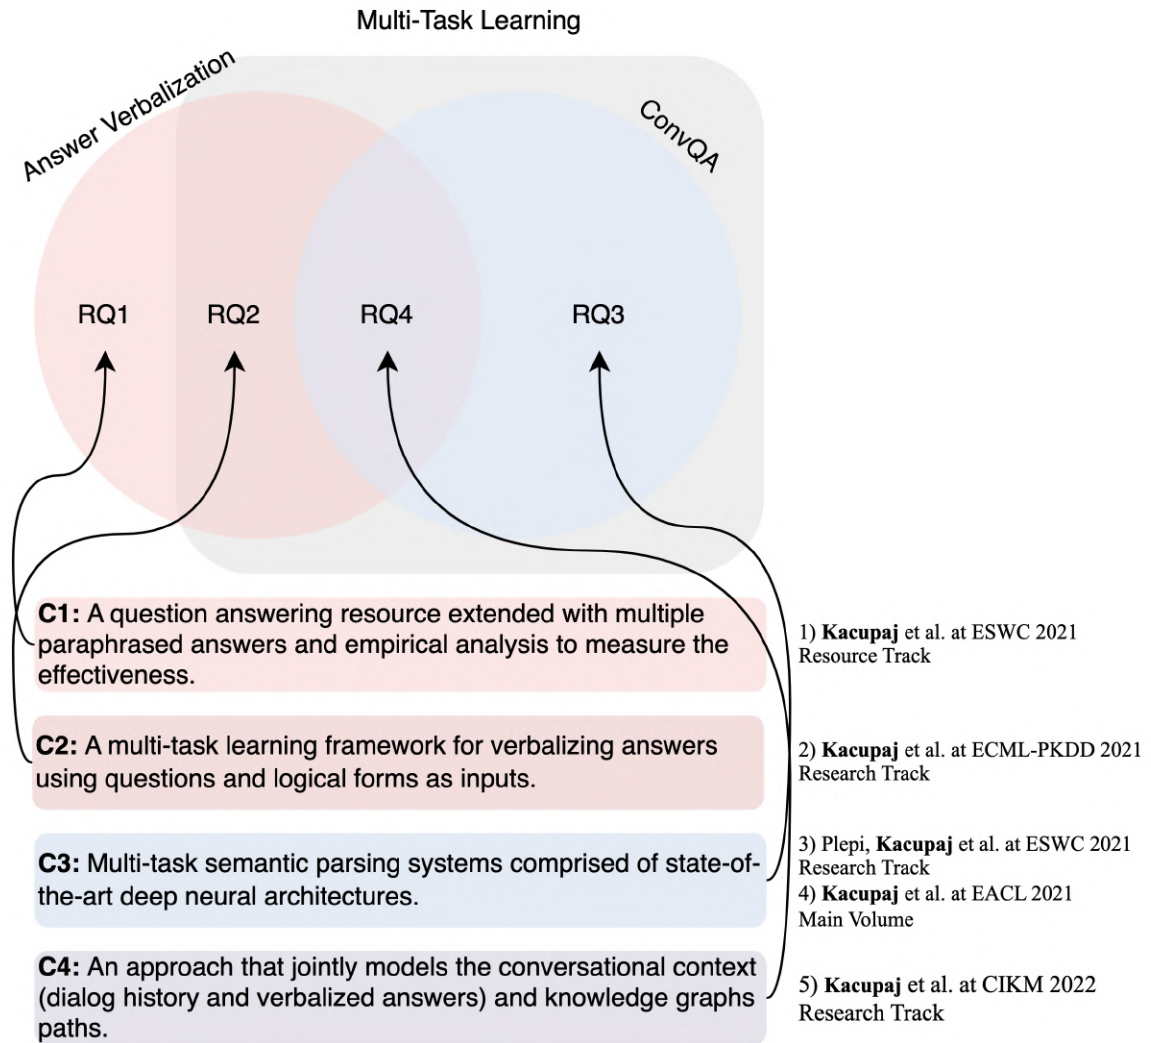 Multi-Task Learning
Answer Verbalization
ConvQA
RQ1
RQ2
RQ4
RQ3
C1: A question answering resource extended with multiple
paraphrased answers and empirical analysis to measure the
effectiveness.
1) Kacupaj et al. at ESWC 2021
Resource Track
C2: A multi-task learning framework for verbalizing answers
using questions and logical forms as inputs.
2) Kacupaj et al. at ECML-PKDD 2021
Research Track
C3: Multi-task semantic parsing systems comprised of state-of-
the-art deep neural architectures.
3) Plepi, Kacupaj et al. at ESWC 2021
Research Track
4) Kacupaj et al. at EACL 2021
Main Volume
C4: An approach that jointly models the conversational context
(dialog history and verbalized answers) and knowledge graphs
paths.
5) Kacupaj et al. at CIKM 2022
Research Track